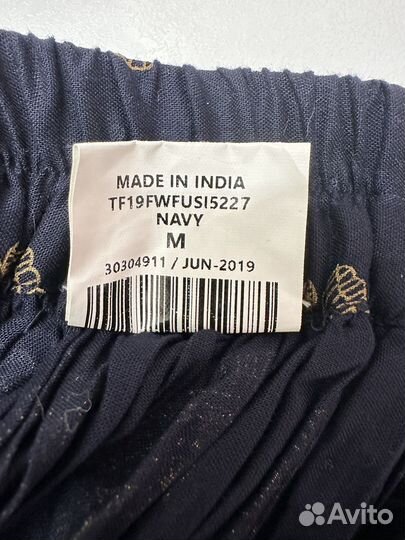 MADE IN INDIA
TF19FWFUSI5227
NAVY
M
30304911 / JUN-2019
Avito